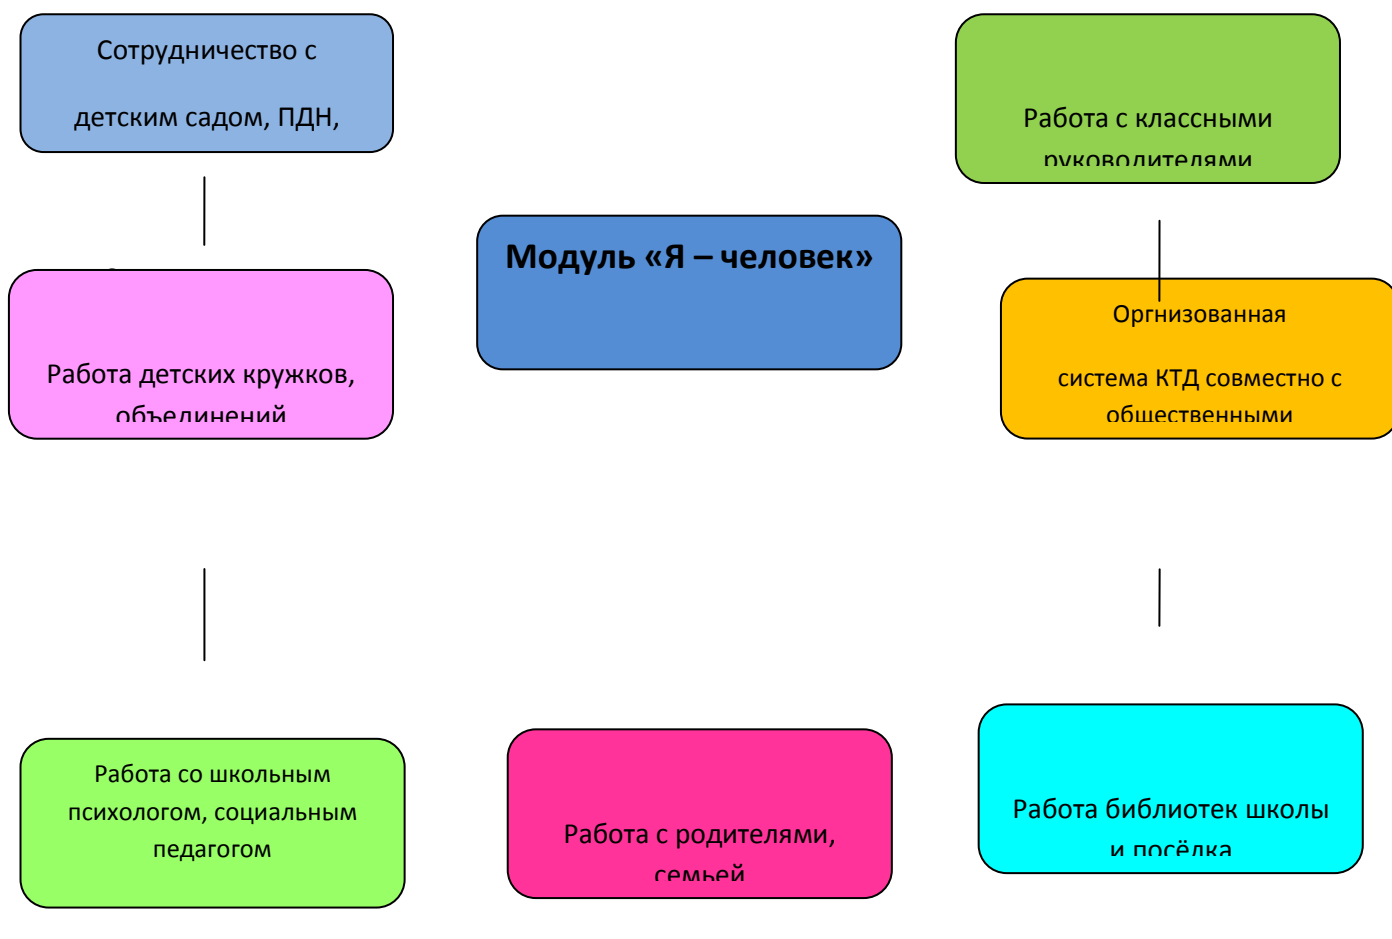 Сотрудничество с
детским садом, ПДН,
Работа с классными
руководителями
Модуль «Я – человек»
Работа детских кружков,
объединений
Оргнизованная
система КТД совместно с
общественными
Работа со школьным
психологом, социальным
педагогом
Работа с родителями,
семьей
Работа библиотек школы
и посёлка